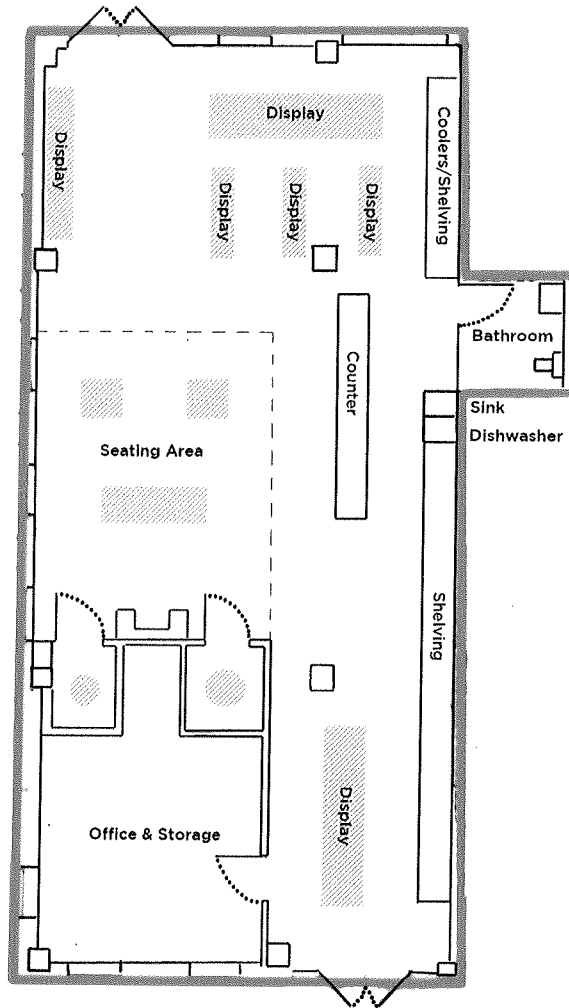 Display
Display
Coolers/Shelving
Display
Display
Display
Bathroom
Counter
Sink
Dishwasher
Seating Area
Shelving
Display
Office & Storage